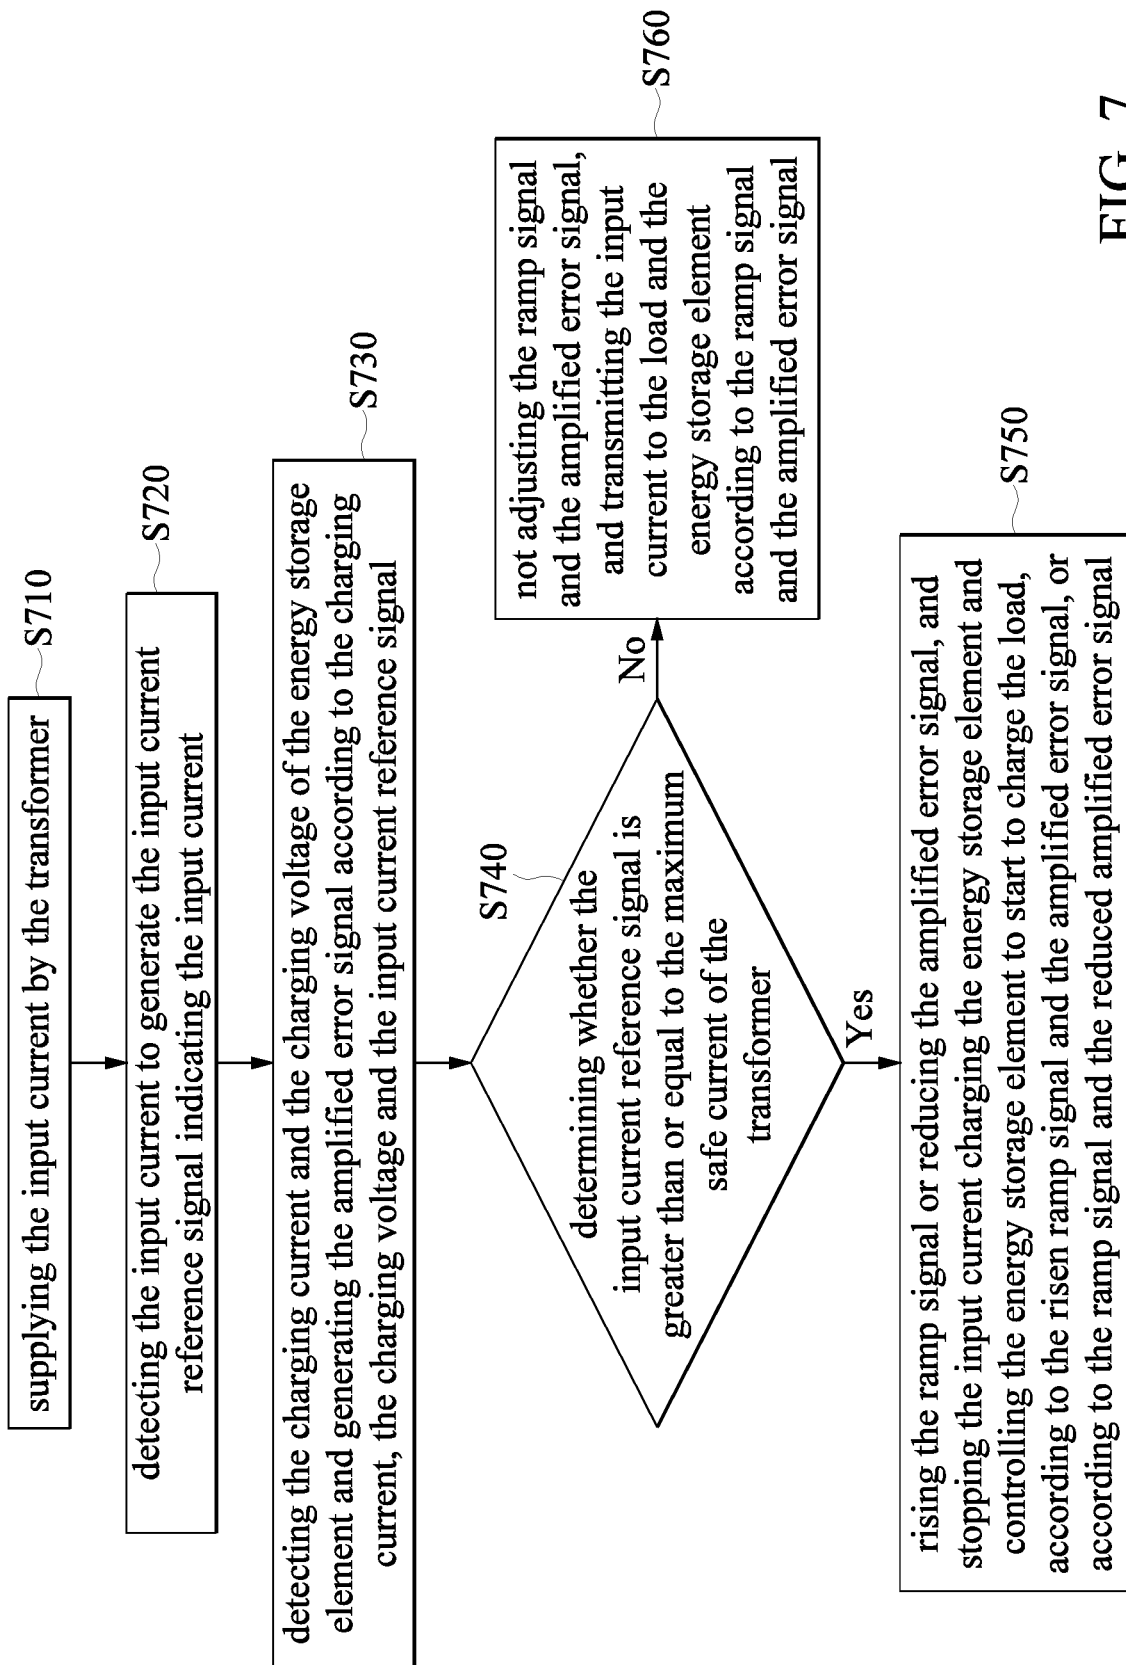 supplying the input current by the transformer
S710
detecting the input current to generate the input current
reference signal indicating the input current
S720
detecting the charging current and the charging voltage of the energy storage
element and generating the amplified error signal according to the charging
current, the charging voltage and the input current reference signal
S730
determining whether the
input current reference signal is
greater than or equal to the maximum
safe current of the
transformer
S740
No
not adjusting the ramp signal
and the amplified error signal,
and transmitting the input
current to the load and the
energy storage element
according to the ramp signal
and the amplified error signal
S760
Yes
rising the ramp signal or reducing the amplified error signal, and
stopping the input current charging the energy storage element and
controlling the energy storage element to start to charge the load,
according to the risen ramp signal and the amplified error signal, or
according to the ramp signal and the reduced amplified error signal
S750
FIG. 7